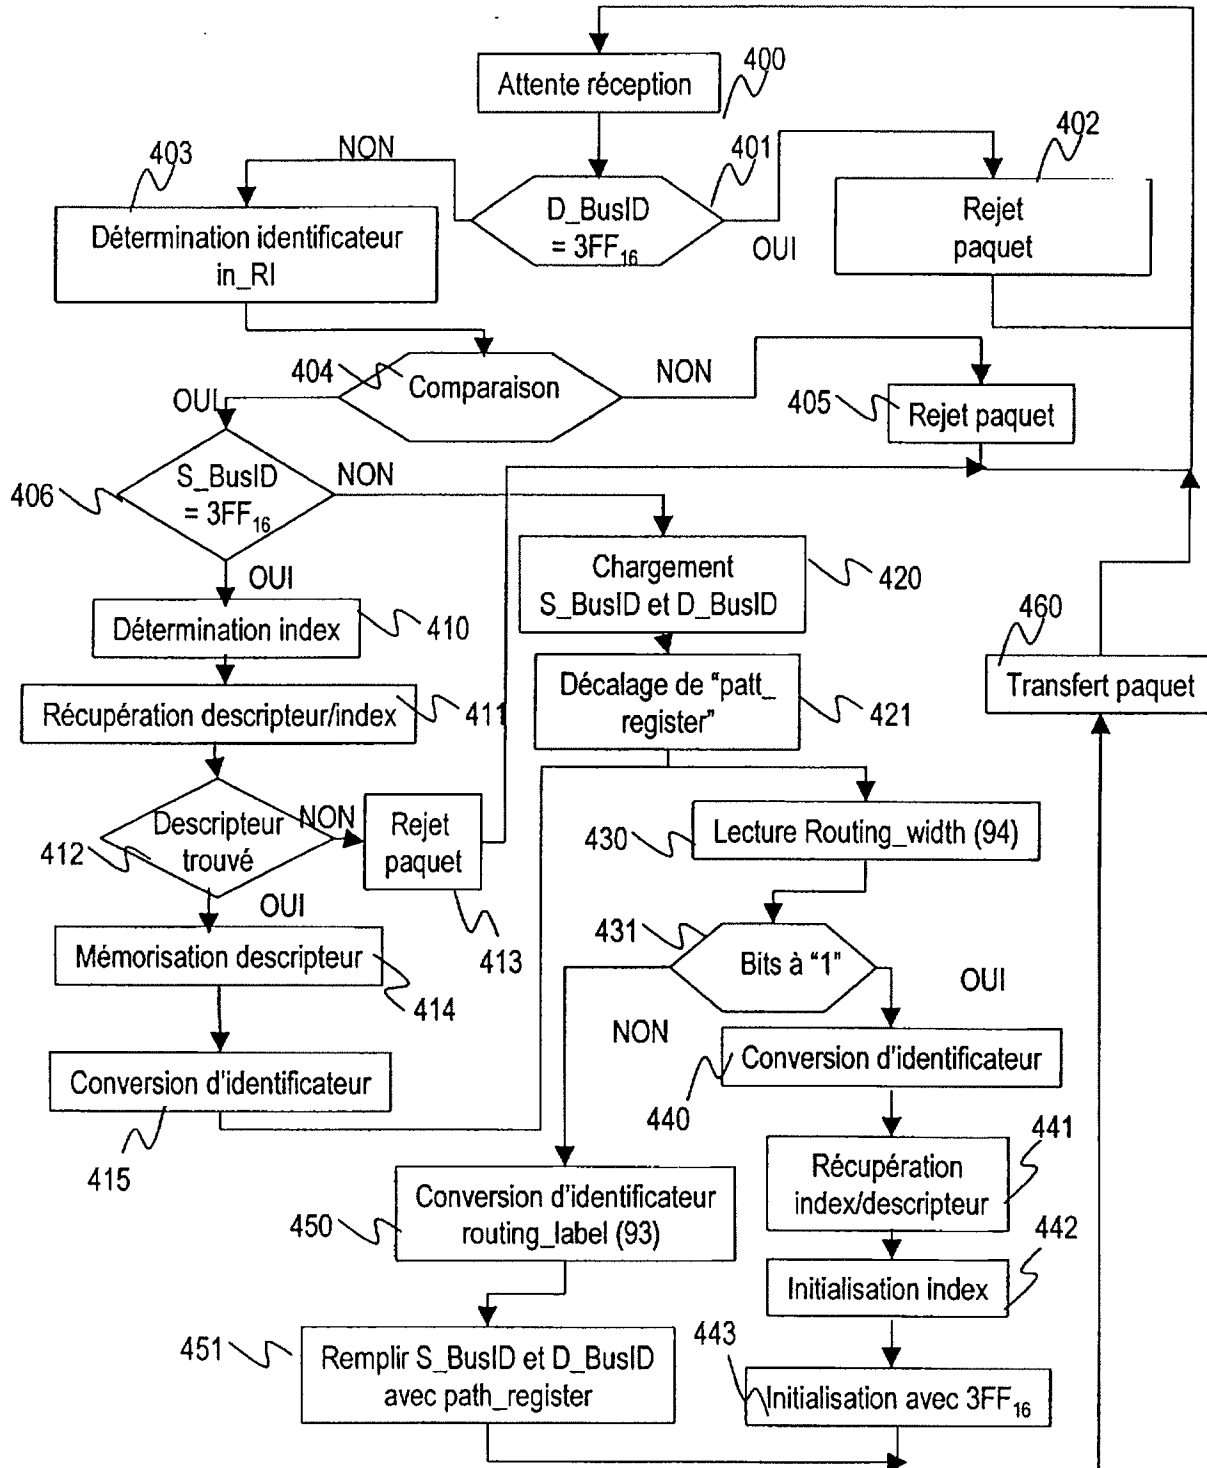 Attente réception
400
403
NON
401
402
D_BusID
= 3FF16
OUI
Rejet
paquet
Détermination identificateur
in_RI
404
Comparaison
NON
OUI
405
Rejet paquet
406
S_BusID
= 3FF16
NON
OUI
Chargement
S_BusID et D_BusID
420
Détermination index
410
460
Transfert paquet
Récupération descripteur/index
411
Décalage de “patt_
register”
421
Descripteur
trouvé
412
NON
Rejet
paquet
413
Lecture Routing_width (94)
430
OUI
Mémorisation descripteur
414
431
Bits à “1”
OUI
NON
Conversion d'identificateur
415
Conversion d'identificateur
440
441
Récupération
index/descripteur
Conversion d'identificateur
routing_label (93)
450
442
Initialisation index
451
Remplir S_BusID et D_BusID
avec path_register
443
Initialisation avec 3FF16